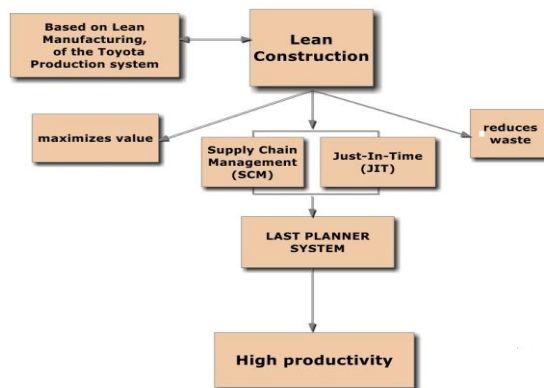 Based on Lean
Manufacturing,
of the Toyota
Production system
Lean
Construction
maximizes value
Supply Chain
Management
(SCM)
Just-In-Time
(JIT)
reduces
waste
LAST PLANNER
SYSTEM
High productivity